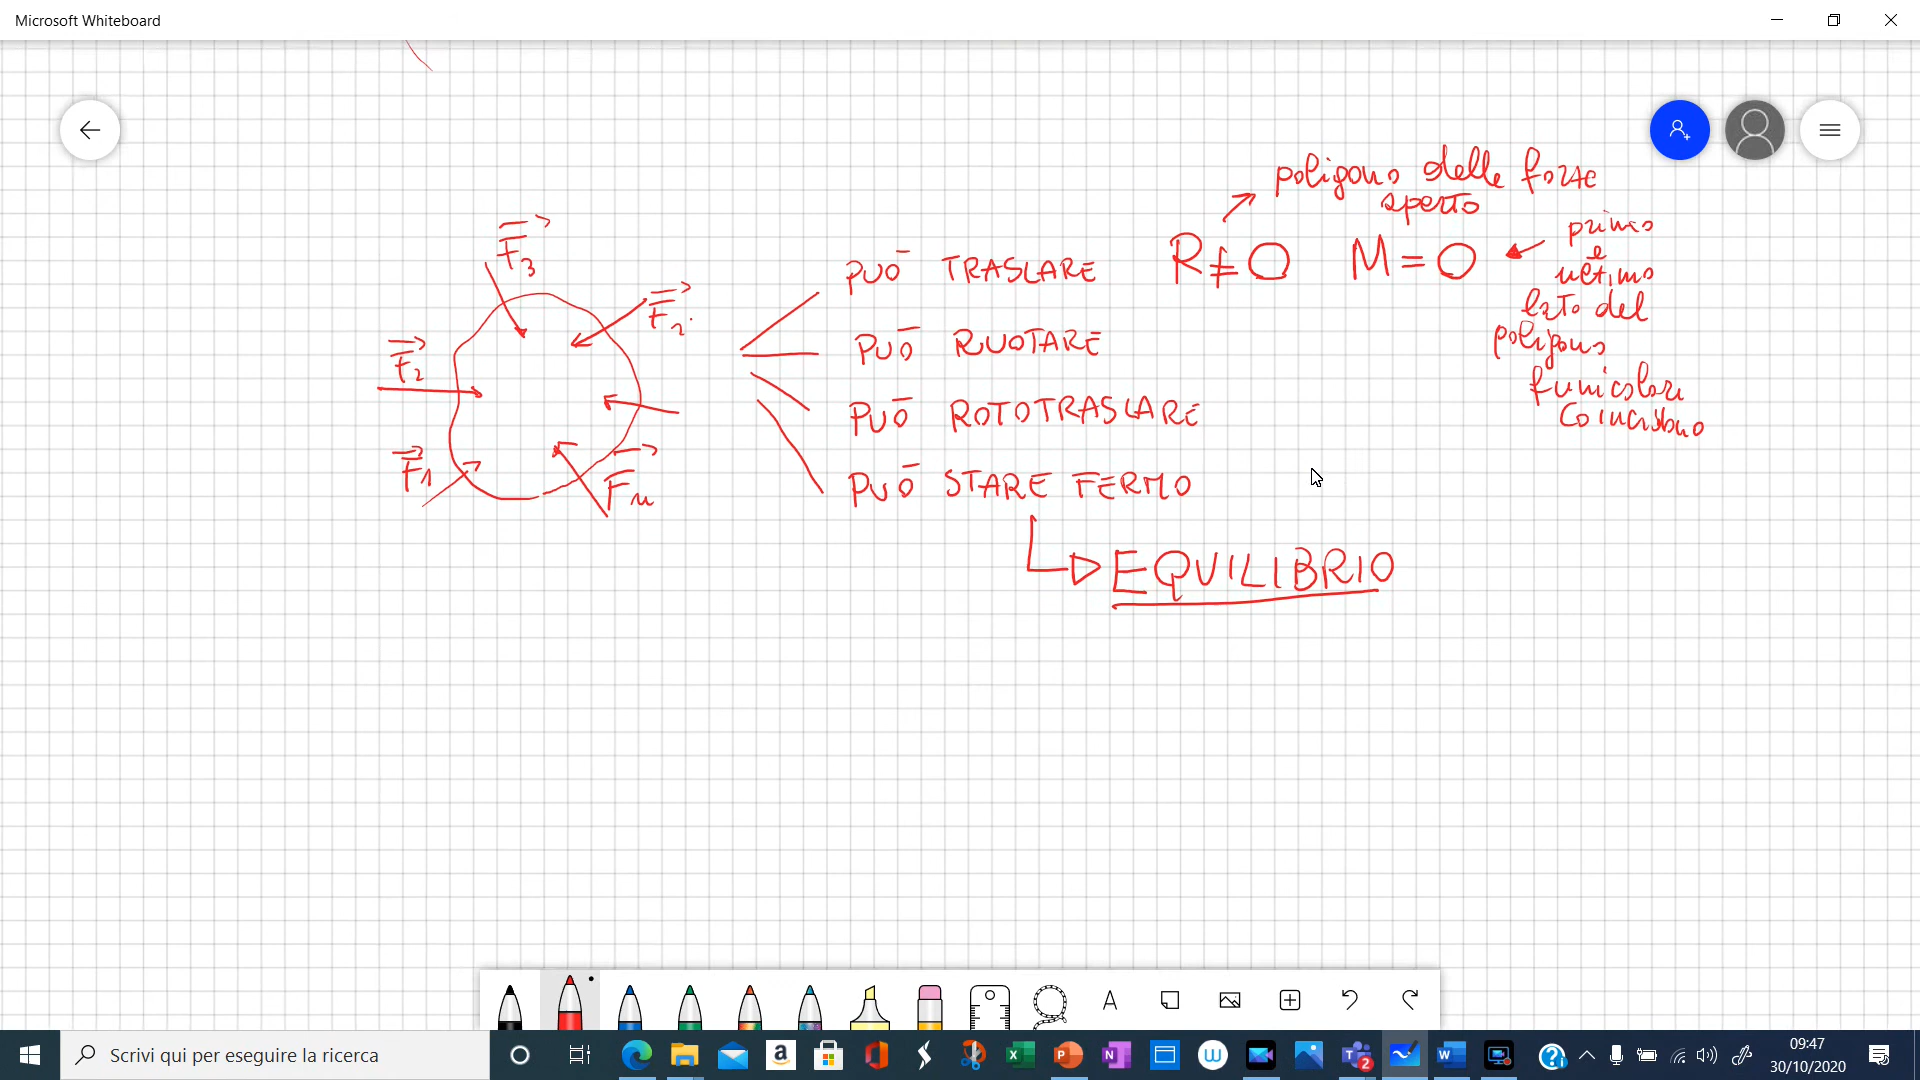 Microsoft Whiteboard
poligono delle forze
aperto
F3
F2
F1
Fi
Fn
PUÒ TRASLARE R ≠ 0 M = 0
primo
e
ultimo
lato del
poligono
funicolare
coincidono
PUÒ RUOTARE
PUÒ ROTOTRASLARE
PUÒ STARE FERMO
EQUILIBRIO
Scrivi qui per eseguire la ricerca
2
09:47
30/10/2020